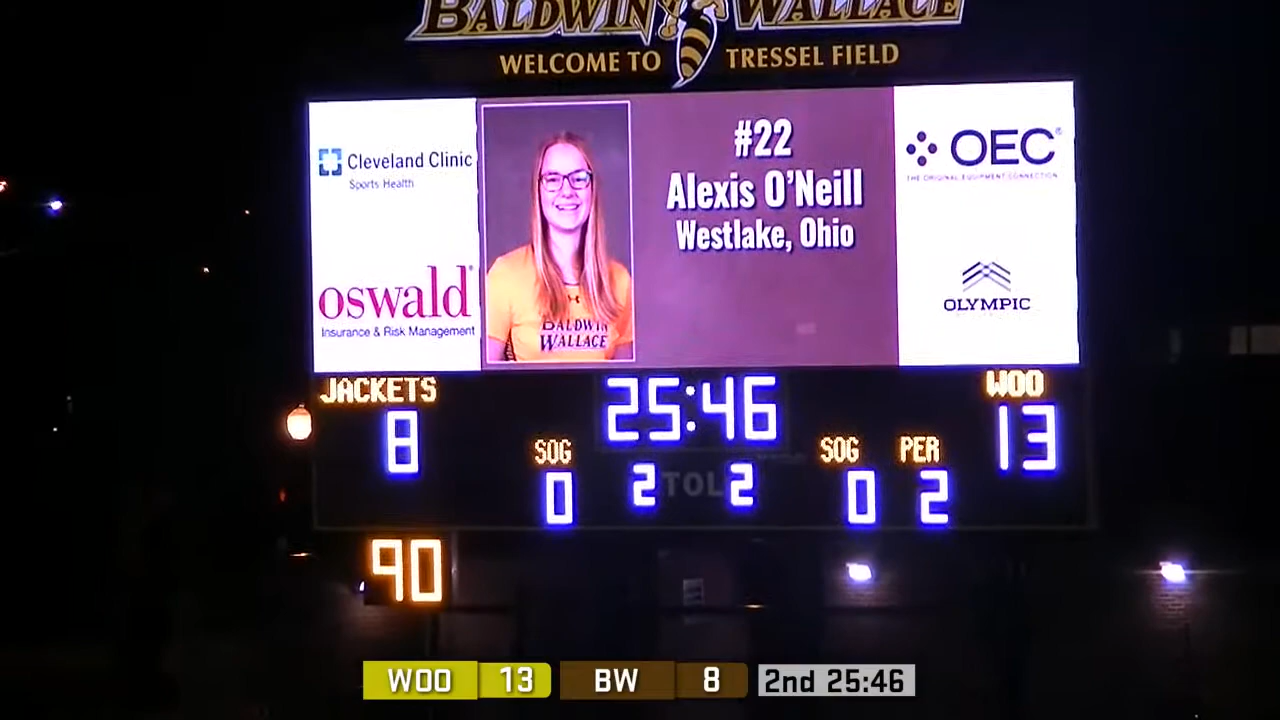 BALDWIN WALLACE
WELCOME TO TRESSEL FIELD
Cleveland Clinic
Sports Health
oswald
Insurance & Risk Management
BALDWIN
WALLACE
#22
Alexis O'Neill
Westlake, Ohio
OEC®
THE ORIGINAL EQUIPMENT CONNECTION
OLYMPIC
JACKETS
8
25:46
WOO
13
SOG
0
2 TOL 2
SOG
0
PER
2
90
WOO 13 BW 8 2nd 25:46